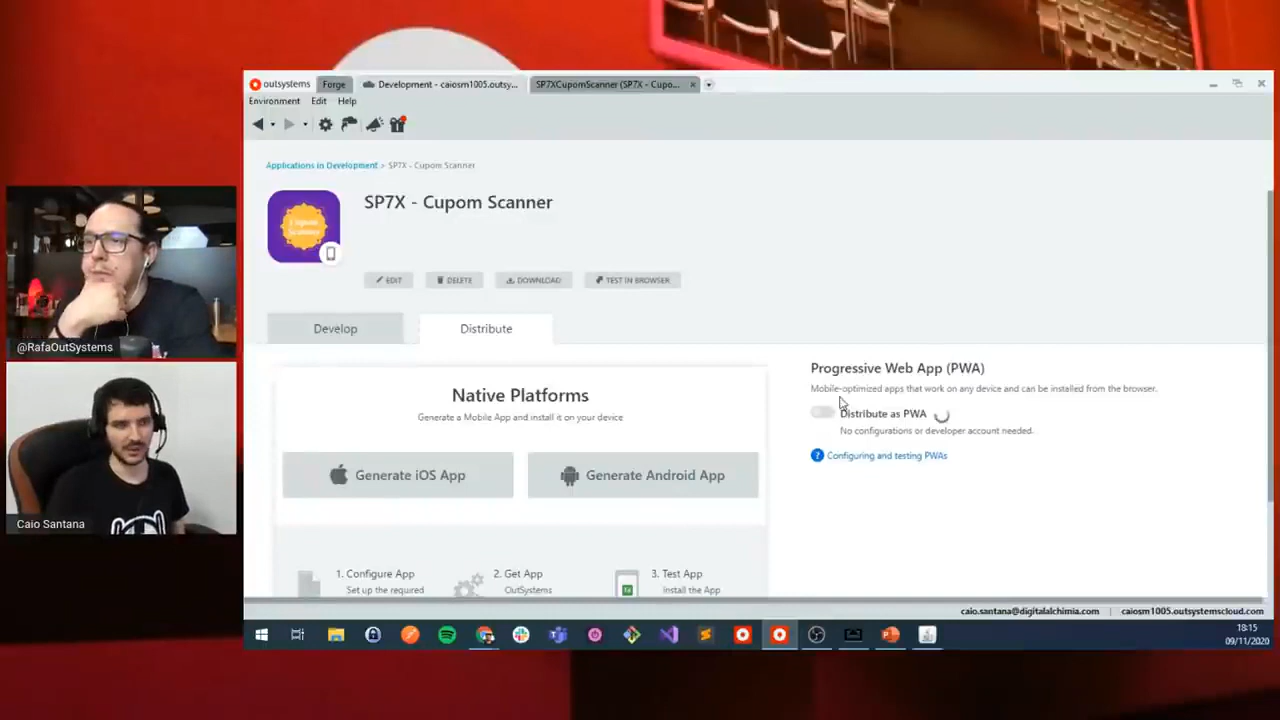 outsystems
Forge
Development - caiosm1005.outsy...
SP7XCupomScanner (SP7X - Cupo...
Environment
Edit
Help
Applications in Development > SP7X - Cupom Scanner
Cupom
Scanner
SP7X - Cupom Scanner
EDIT
DELETE
DOWNLOAD
TEST IN BROWSER
Develop
Distribute
@RafaOutSystems
Native Platforms
Generate a Mobile App and install it on your device
Generate iOS App
Generate Android App
Progressive Web App (PWA)
Mobile-optimized apps that work on any device and can be installed from the browser.
Distribute as PWA
No configurations or developer account needed.
? Configuring and testing PWAs
Caio Santana
1. Configure App
Set up the required
2. Get App
OutSystems
3. Test App
Install the App
caio.santana@digitalalchimia.com
caiosm1005.outsystemscloud.com
18:15
09/11/2020